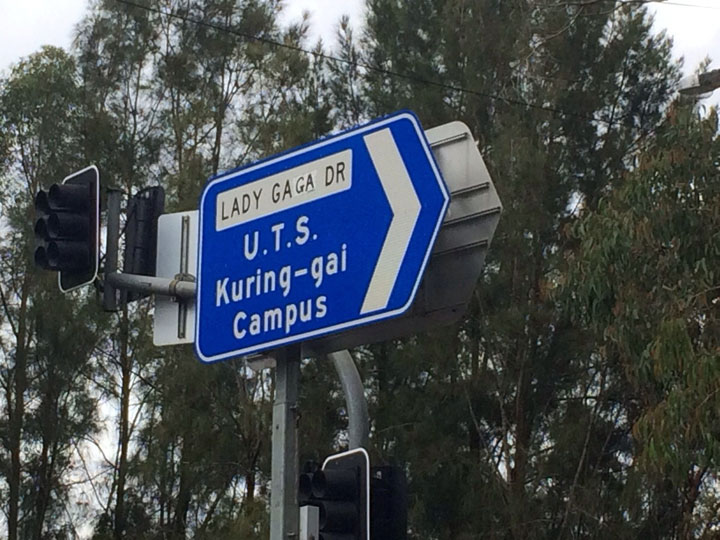 LADY GAGA DR
U.T.S.
Kuring-gai
Campus